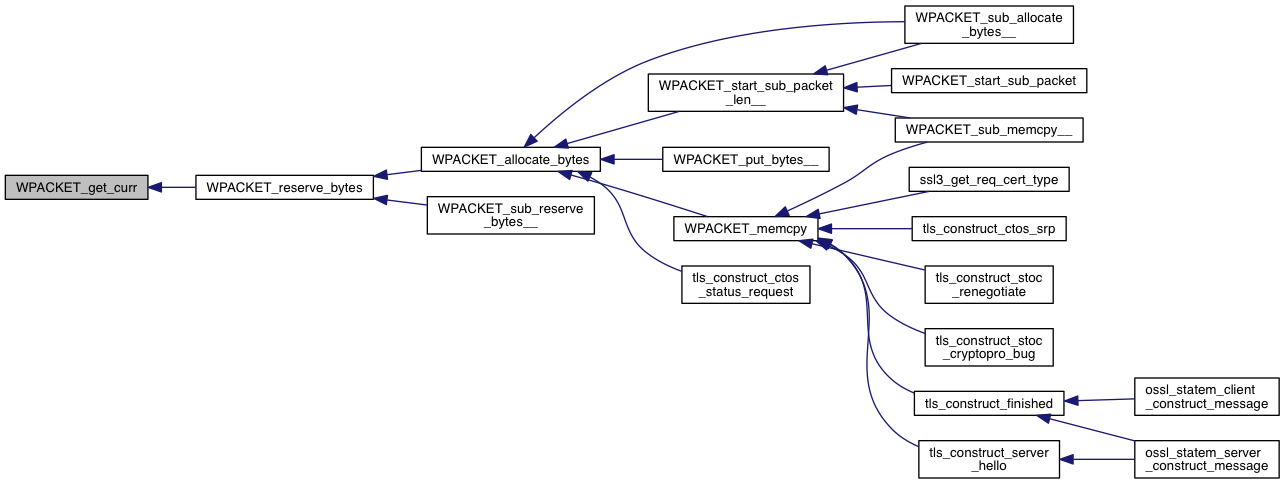 WPACKET_sub_allocate
_bytes__
WPACKET_start_sub_packet
_len__
WPACKET_start_sub_packet
WPACKET_sub_memcpy__
WPACKET_allocate_bytes
WPACKET_put_bytes__
WPACKET_get_curr
WPACKET_reserve_bytes
ssl3_get_req_cert_type
WPACKET_sub_reserve
_bytes__
WPACKET_memcpy
tls_construct_ctos_srp
tls_construct_ctos
_status_request
tls_construct_stoc
_renegotiate
tls_construct_stoc
_cryptopro_bug
tls_construct_finished
ossl_statem_client
_construct_message
tls_construct_server
_hello
ossl_statem_server
_construct_message